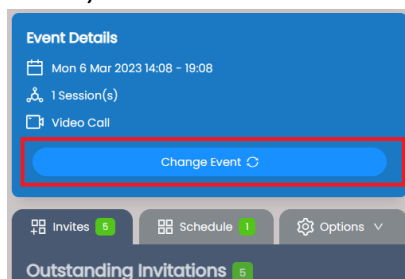 Event Details
Mon 6 Mar 2023 14:08 - 19:08
1 Session(s)
Video Call
Change Event
Invites 5 Schedule 1 Options
Outstanding Invitations 5